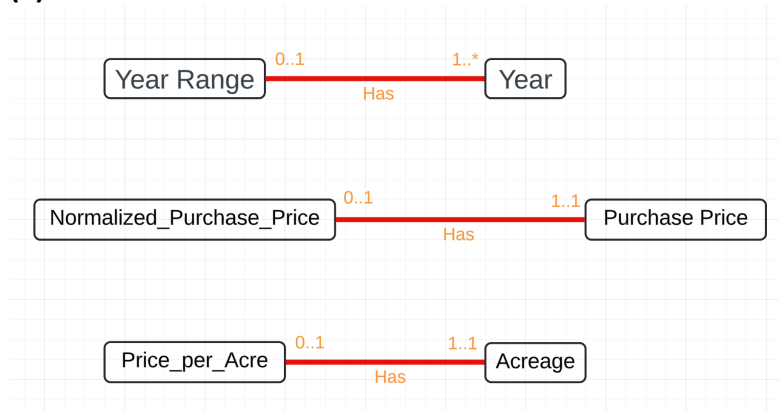 0..1
1..*
Year Range
Year
Has
0..1
1..1
Normalized_Purchase_Price
Purchase Price
Has
0..1
1..1
Price_per_Acre
Acreage
Has